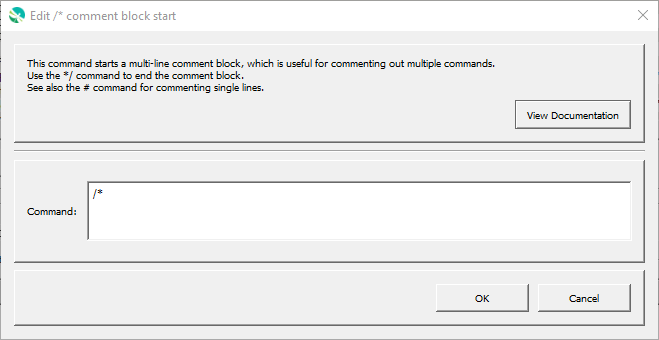 Edit /* comment block start
This command starts a multi-line comment block, which is useful for commenting out multiple commands.
Use the */ command to end the comment block.
See also the # command for commenting single lines.
View Documentation
Command:
/*
OK
Cancel